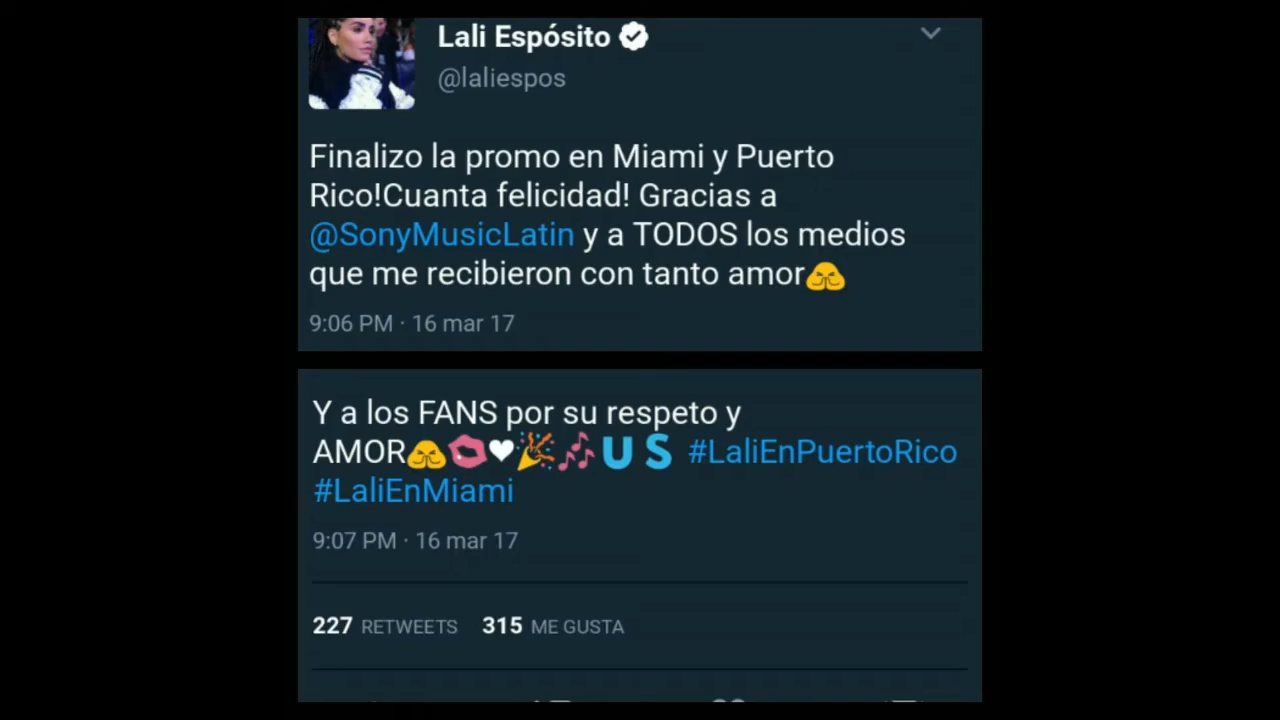 Lali Espósito
@laliespos
Finalizo la promo en Miami y Puerto
Rico!Cuanta felicidad! Gracias a
@SonyMusicLatin y a TODOS los medios
que me recibieron con tanto amor🙏
9:06 PM · 16 mar 17
Y a los FANS por su respeto y
AMOR🙏💋❤🎉🎶🇺🇸 #LaliEnPuertoRico
#LaliEnMiami
9:07 PM · 16 mar 17
227 RETWEETS 315 ME GUSTA